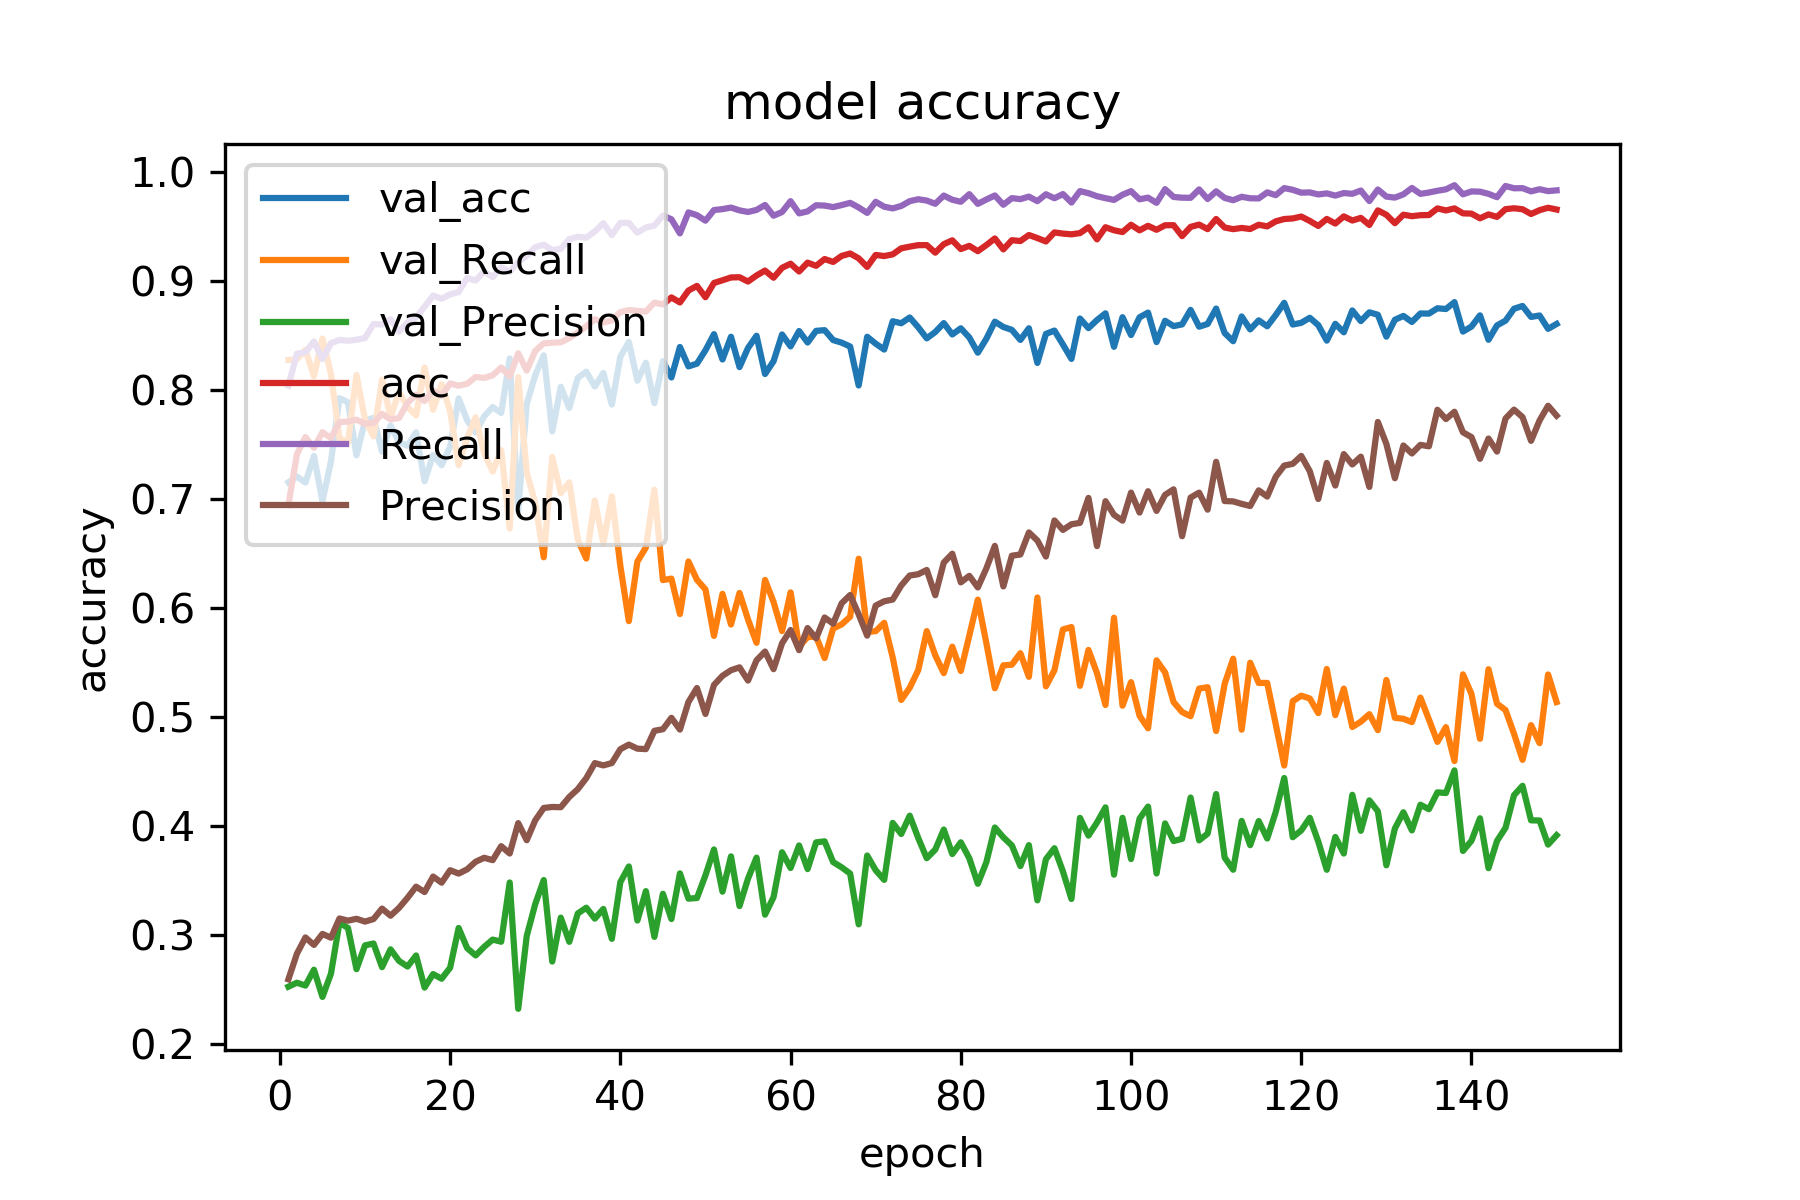 model accuracy
val_acc
val_Recall
val_Precision
acc
Recall
Precision
accuracy
1.0
0.9
0.8
0.7
0.6
0.5
0.4
0.3
0.2
0 20 40 60 80 100 120 140
epoch